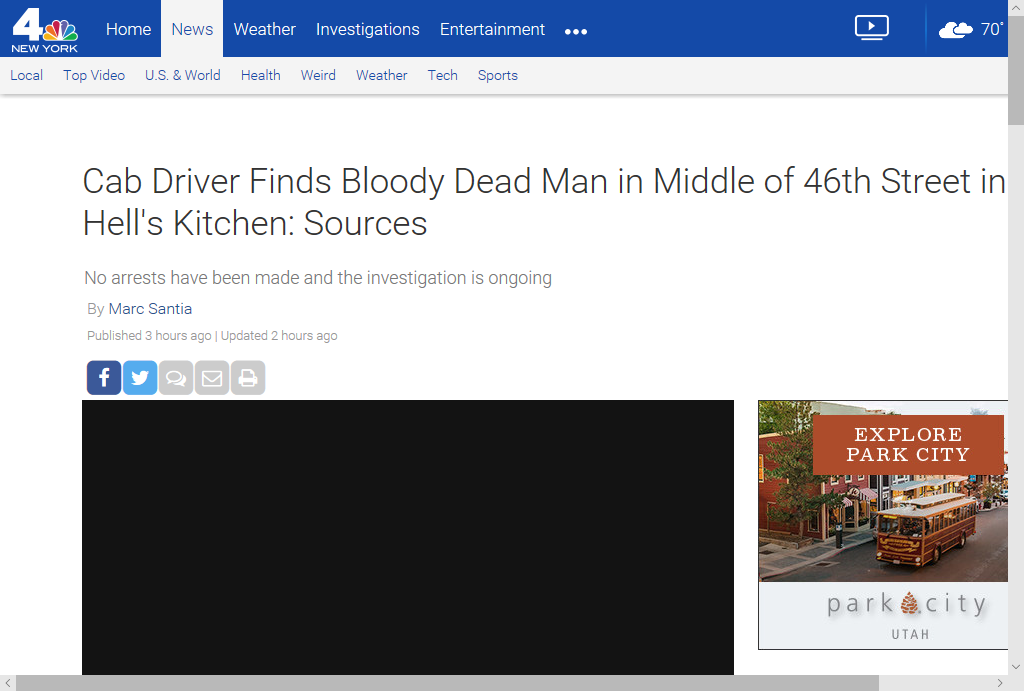 4
NEW YORK
Home
News
Weather
Investigations
Entertainment
70°
Local
Top Video
U.S. & World
Health
Weird
Weather
Tech
Sports
Cab Driver Finds Bloody Dead Man in Middle of 46th Street in
Hell's Kitchen: Sources
No arrests have been made and the investigation is ongoing
By Marc Santia
Published 3 hours ago | Updated 2 hours ago
EXPLORE
PARK CITY
park city
UTAH